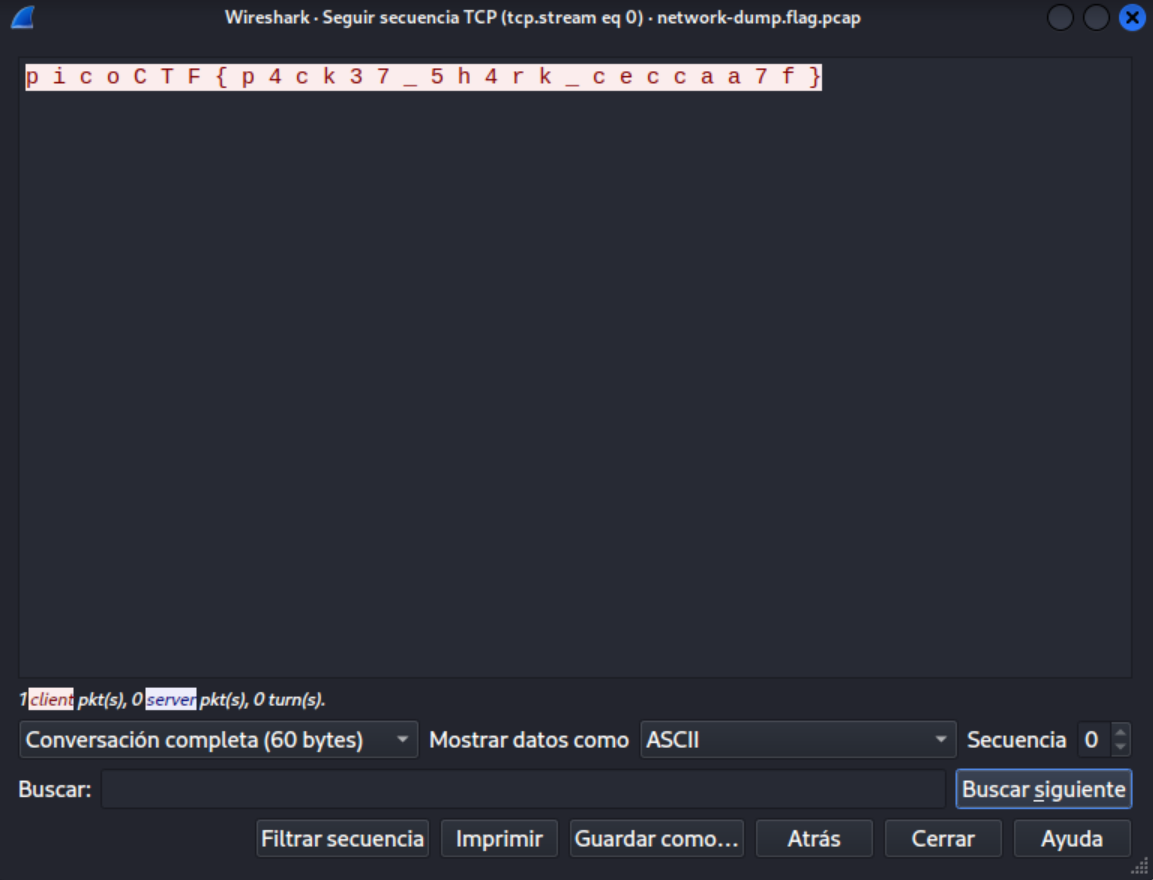 Wireshark · Seguir secuencia TCP (tcp.stream eq 0) · network-dump.flag.pcap
p i c o C T F { p 4 c k 3 7 _ 5 h 4 r k _ c e c c a a 7 f }
1 client pkt(s), 0 server pkt(s), 0 turn(s).
Conversación completa (60 bytes) Mostrar datos como ASCII Secuencia 0
Buscar: Buscar siguiente
Filtrar secuencia Imprimir Guardar como... Atrás Cerrar Ayuda